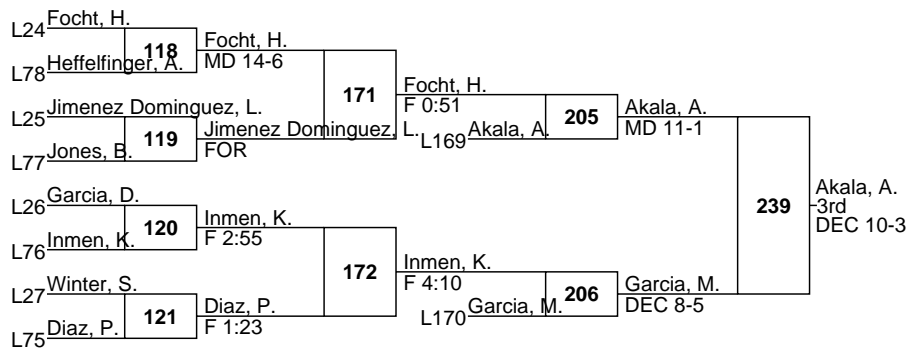 Focht, H.
L24
118
Focht, H.
MD 14-6
Heffelfinger, A.
L78
171
Focht, H.
F 0:51
Jimenez Dominguez, L.
L25
119
Jimenez Dominguez, L.
FOR
Jones, B.
L77
Akala, A.
L169
205
Akala, A.
MD 11-1
Garcia, D.
L26
120
Inmen, K.
F 2:55
Inmen, K.
L76
172
Inmen, K.
F 4:10
Winter, S.
L27
121
Diaz, P.
F 1:23
Diaz, P.
L75
Garcia, M.
L170
206
Garcia, M.
DEC 8-5
239
Akala, A.
3rd
DEC 10-3